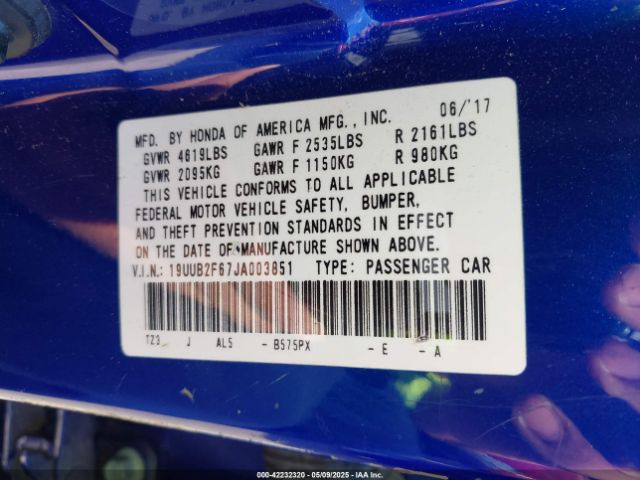 06/'17
MFD. BY HONDA OF AMERICA MFG., INC.
GVWR 4619LBS GAWR F 2535LBS R 2161LBS
GVWR 2095KG GAWR F 1150KG R 980KG
THIS VEHICLE CONFORMS TO ALL APPLICABLE
FEDERAL MOTOR VEHICLE SAFETY, BUMPER,
AND THEFT PREVENTION STANDARDS IN EFFECT
ON THE DATE OF MANUFACTURE SHOWN ABOVE.
V.I.N.: 19UUB2F67JA003851 TYPE: PASSENGER CAR
TZ3 J AL5 - B575PX - E - A
000-42232320 - 05/09/2025 - IAA Inc.